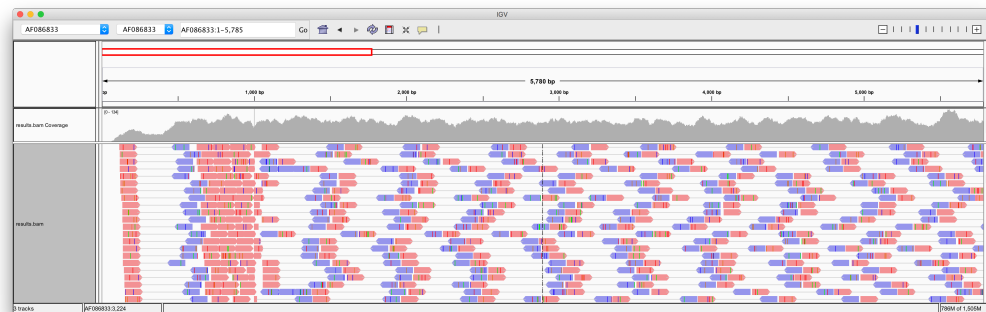 IGV
AF086833 AF086833 AF086833:1-5,785 Go
5,780 bp
bp 1,000 bp 2,000 bp 3,000 bp 4,000 bp 5,000 bp
[0 - 134]
results.bam Coverage
results.bam
3 tracks AF086833:3,224 786M of 1,505M